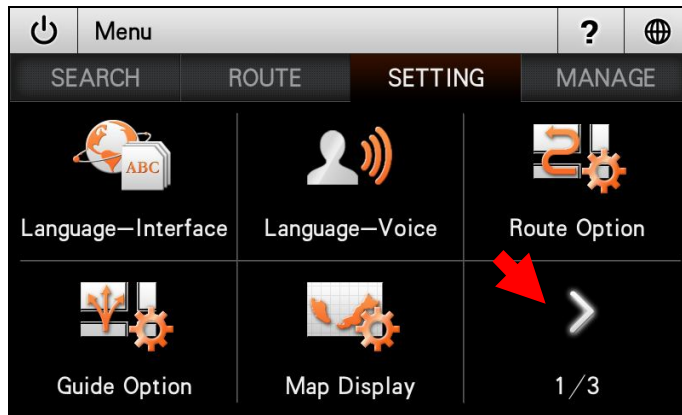 Menu ?
SEARCH ROUTE SETTING MANAGE
ABC
Language–Interface Language–Voice Route Option
Guide Option Map Display 1/3